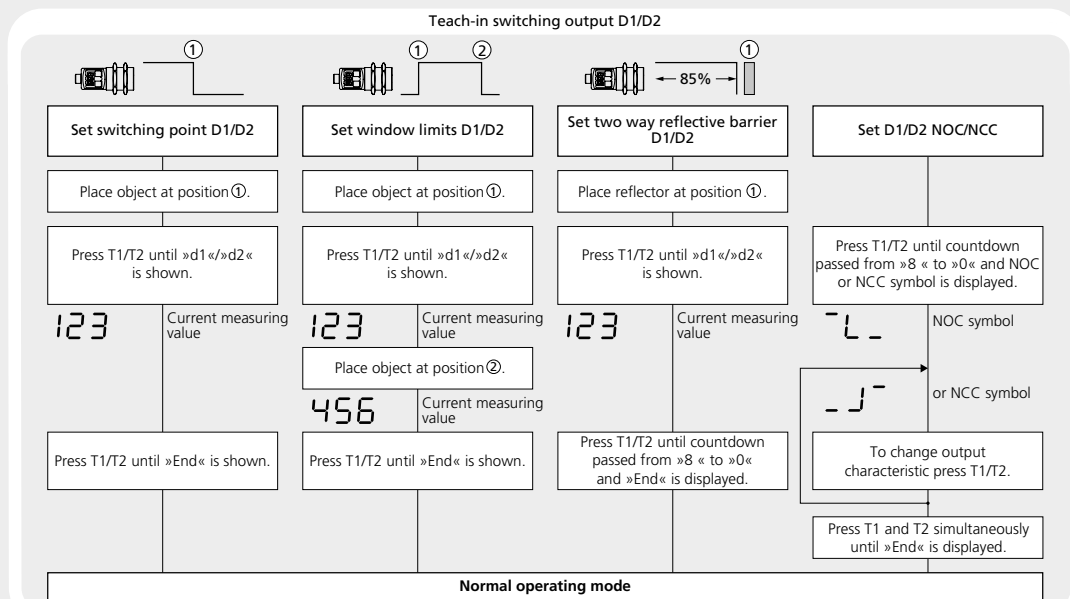 Teach-in switching output D1/D2
①
① ②
①
85%
Set switching point D1/D2
Place object at position ①.
Press T1/T2 until »d1«/»d2«
is shown.
123
Current measuring
value
Press T1/T2 until »End« is shown.
Set window limits D1/D2
Place object at position ①.
Press T1/T2 until »d1«/»d2«
is shown.
123
Current measuring
value
Place object at position ②.
456
Current measuring
value
Press T1/T2 until »End« is shown.
Set two way reflective barrier
D1/D2
Place reflector at position ①.
Press T1/T2 until »d1«/»d2«
is shown.
123
Current measuring
value
Press T1/T2 until countdown
passed from »8 « to »0«
and »End« is displayed.
Set D1/D2 NOC/NCC
Press T1/T2 until countdown
passed from »8 « to »0« and NOC
or NCC symbol is displayed.
NOC symbol
or NCC symbol
To change output
characteristic press T1/T2.
Press T1 and T2 simultaneously
until »End« is displayed.
Normal operating mode